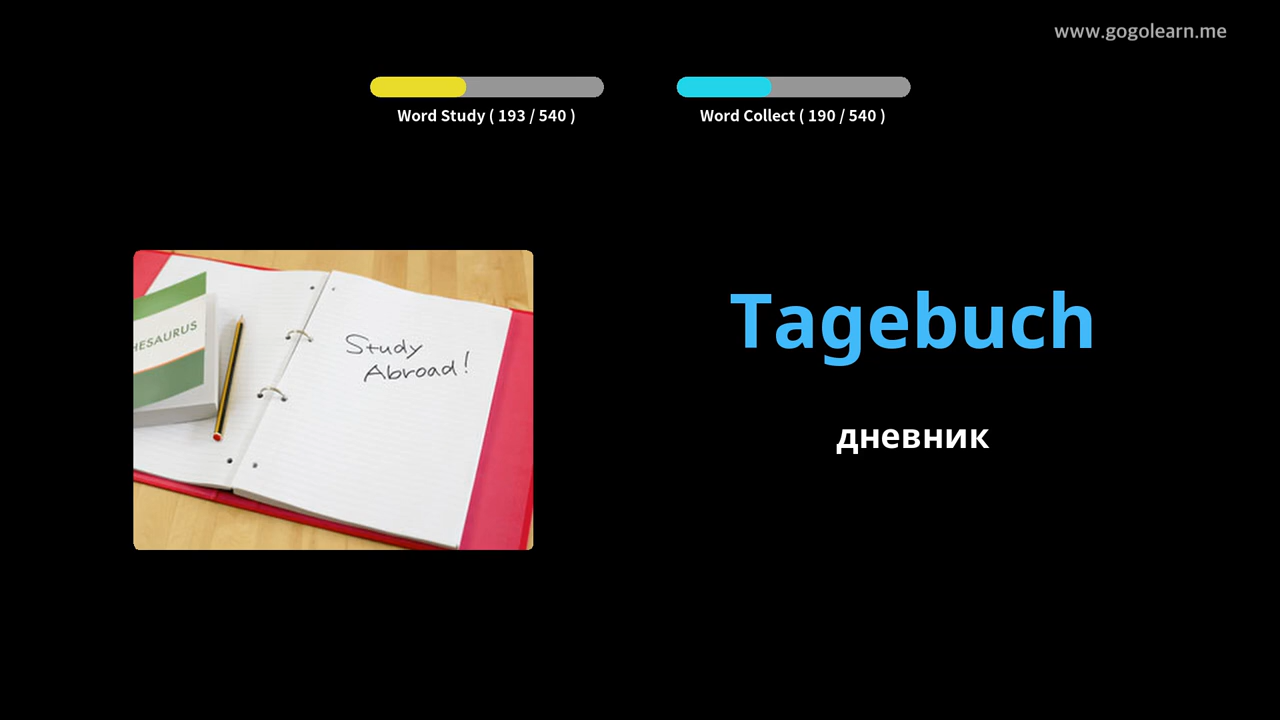 www.gogolearn.me
Word Study ( 193 / 540 )
Word Collect ( 190 / 540 )
HESAURUS
Study
Abroad!
Tagebuch
дневник